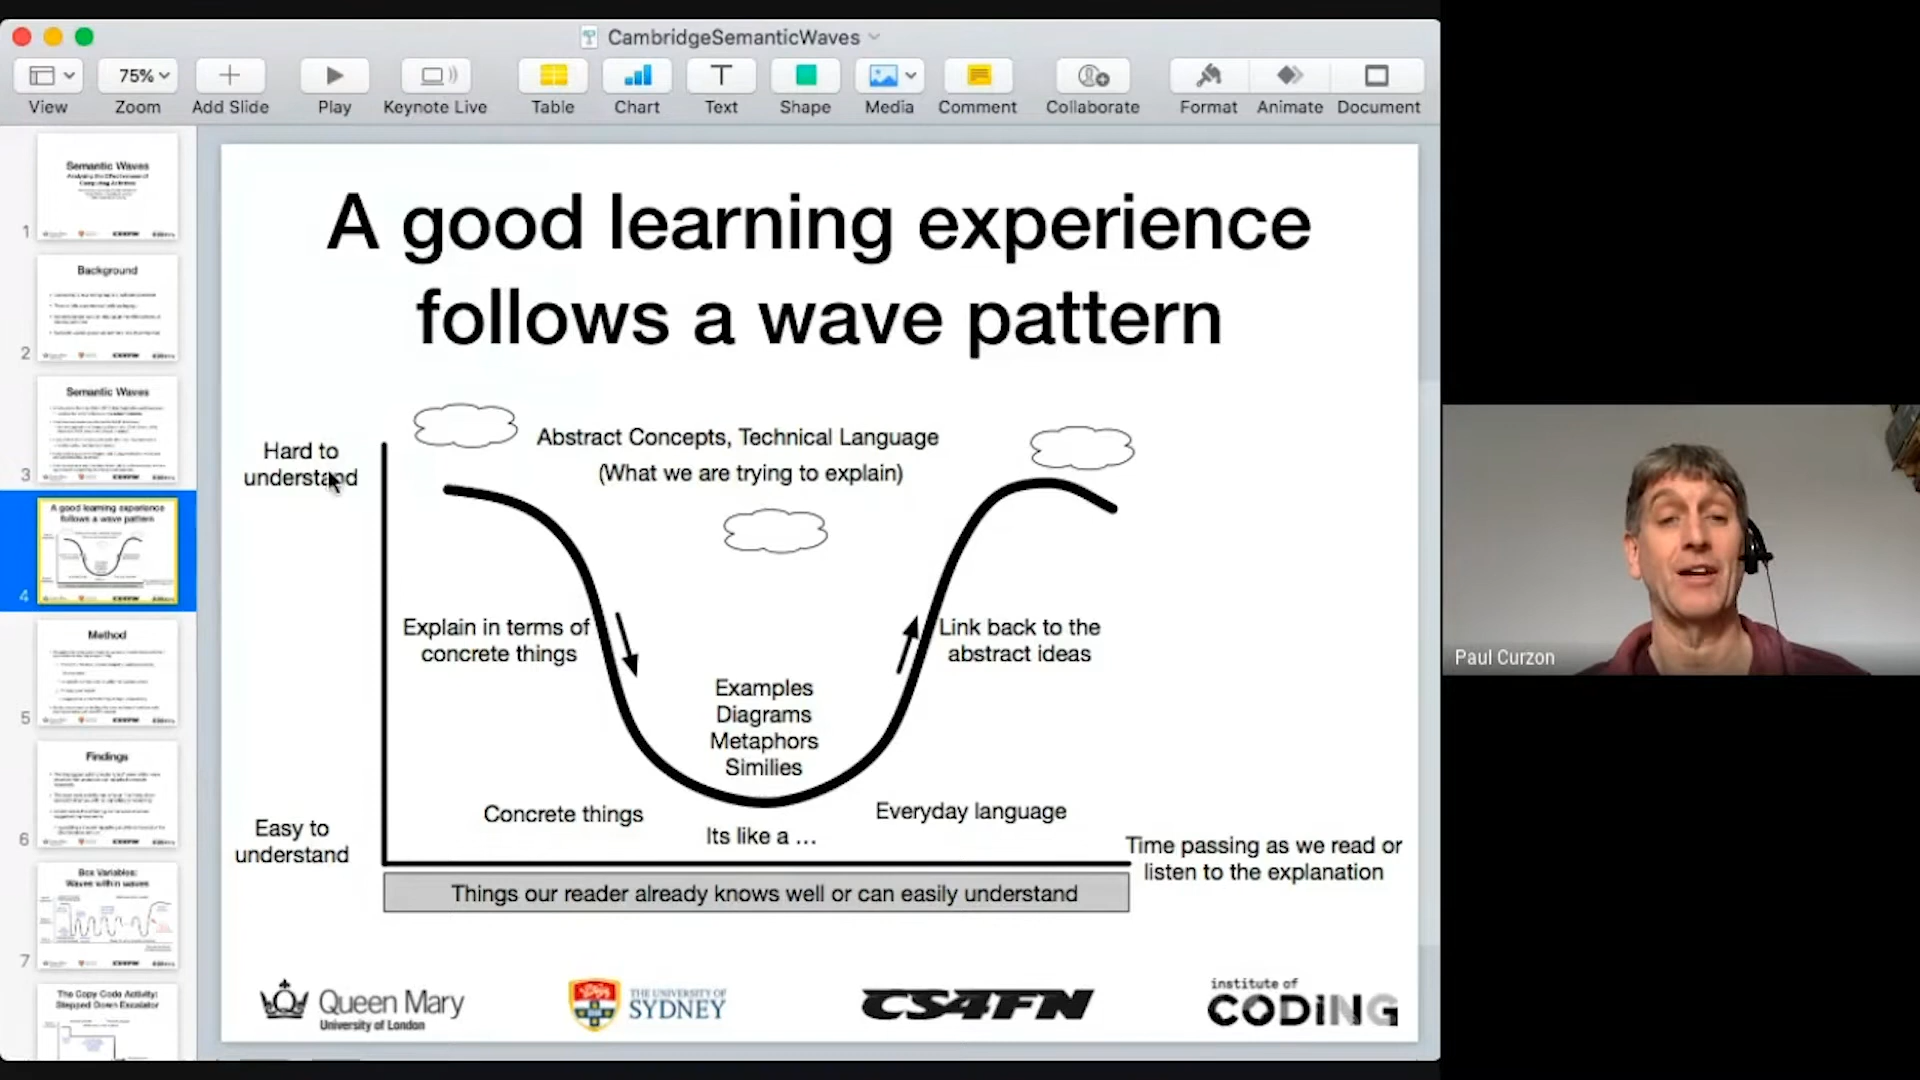 CambridgeSemanticWaves
75%
View
Zoom
Add Slide
Play
Keynote Live
Table
Chart
Text
Shape
Media
Comment
Collaborate
Format
Animate
Document
Semantic Waves
1
Background
2
Semantic Waves
3
A good learning experience
follows a wave pattern
4
Method
5
Findings
6
Box Variables:
Waves within waves
7
The Copy Code Activity:
Stepped Down Escalator
A good learning experience
follows a wave pattern
Hard to
understand
Abstract Concepts, Technical Language
(What we are trying to explain)
Explain in terms of
concrete things
Link back to the
abstract ideas
Examples
Diagrams
Metaphors
Similies
Concrete things
Its like a ...
Everyday language
Easy to
understand
Time passing as we read or
listen to the explanation
Things our reader already knows well or can easily understand
Queen Mary
University of London
THE UNIVERSITY OF
SYDNEY
CS4FN
institute of
CODING
Paul Curzon